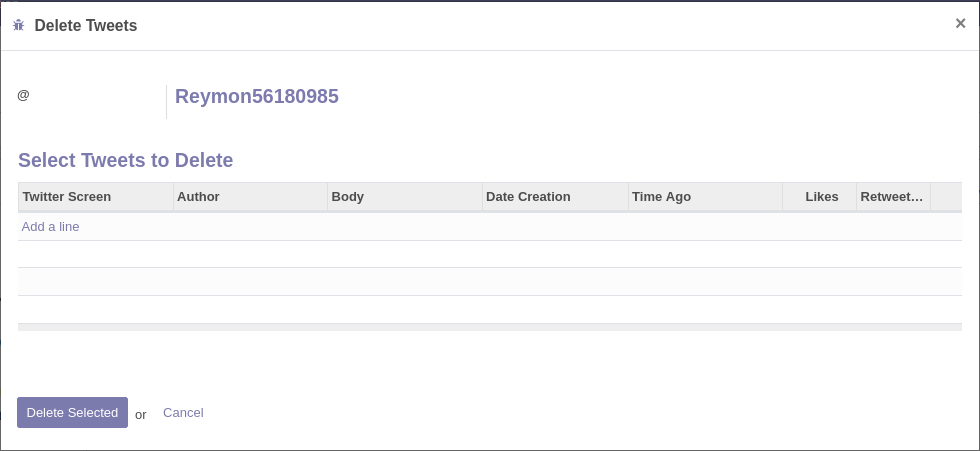 Delete Tweets ×
@ Reymon56180985
Select Tweets to Delete
Twitter Screen Author Body Date Creation Time Ago Likes Retweet...
Add a line
Delete Selected or Cancel